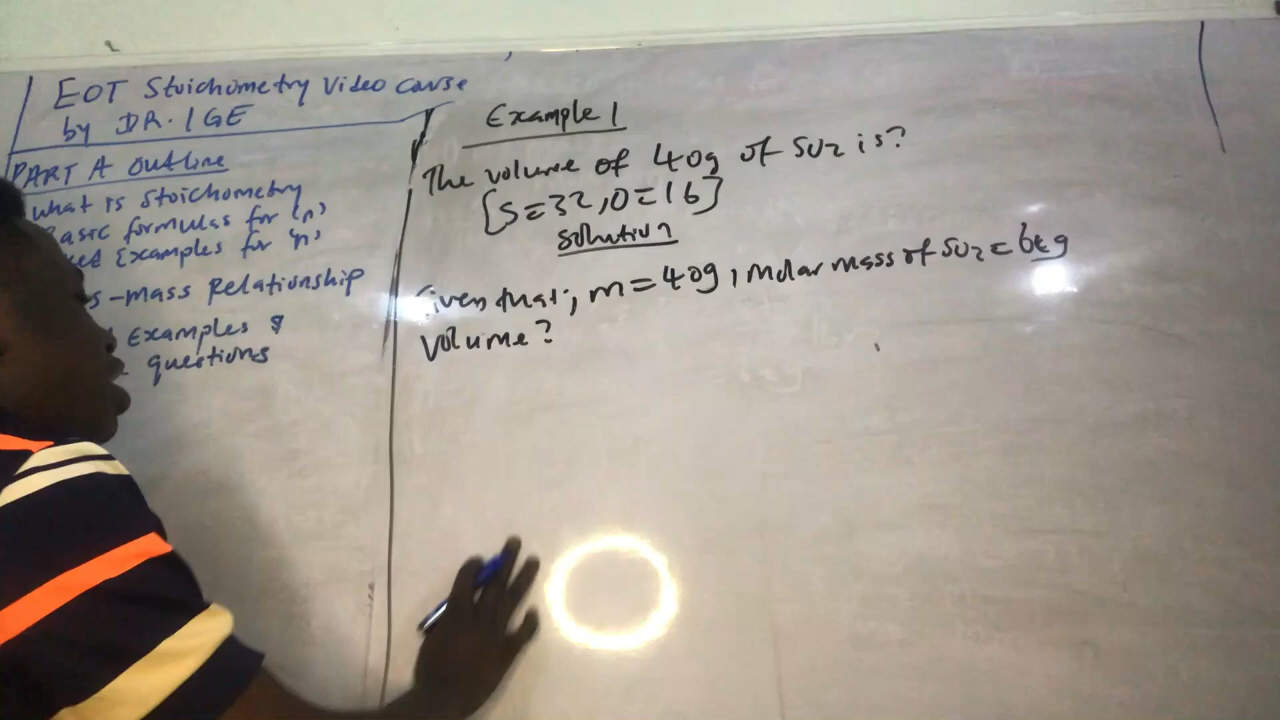 EOT Stoichometry Video Course
by DR. IGE
PART A Outline
What is Stoichometry
Basic formulas for 'n'
Examples for 'n'
-mass Relationship
Examples &
questions
Example 1
The volume of 40g of SO2 is?
[S=32, O=16]
Solution
Given that; m = 40g, molar mass of SO2 = 64g
Volume?